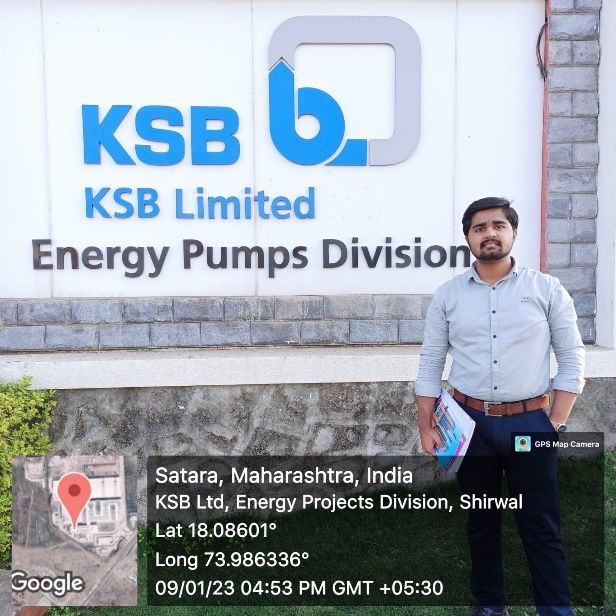 KSB b
KSB Limited
Energy Pumps Division
GPS Map Camera
Satara, Maharashtra, India
KSB Ltd, Energy Projects Division, Shirwal
Lat 18.08601°
Long 73.986336°
09/01/23 04:53 PM GMT +05:30
Google